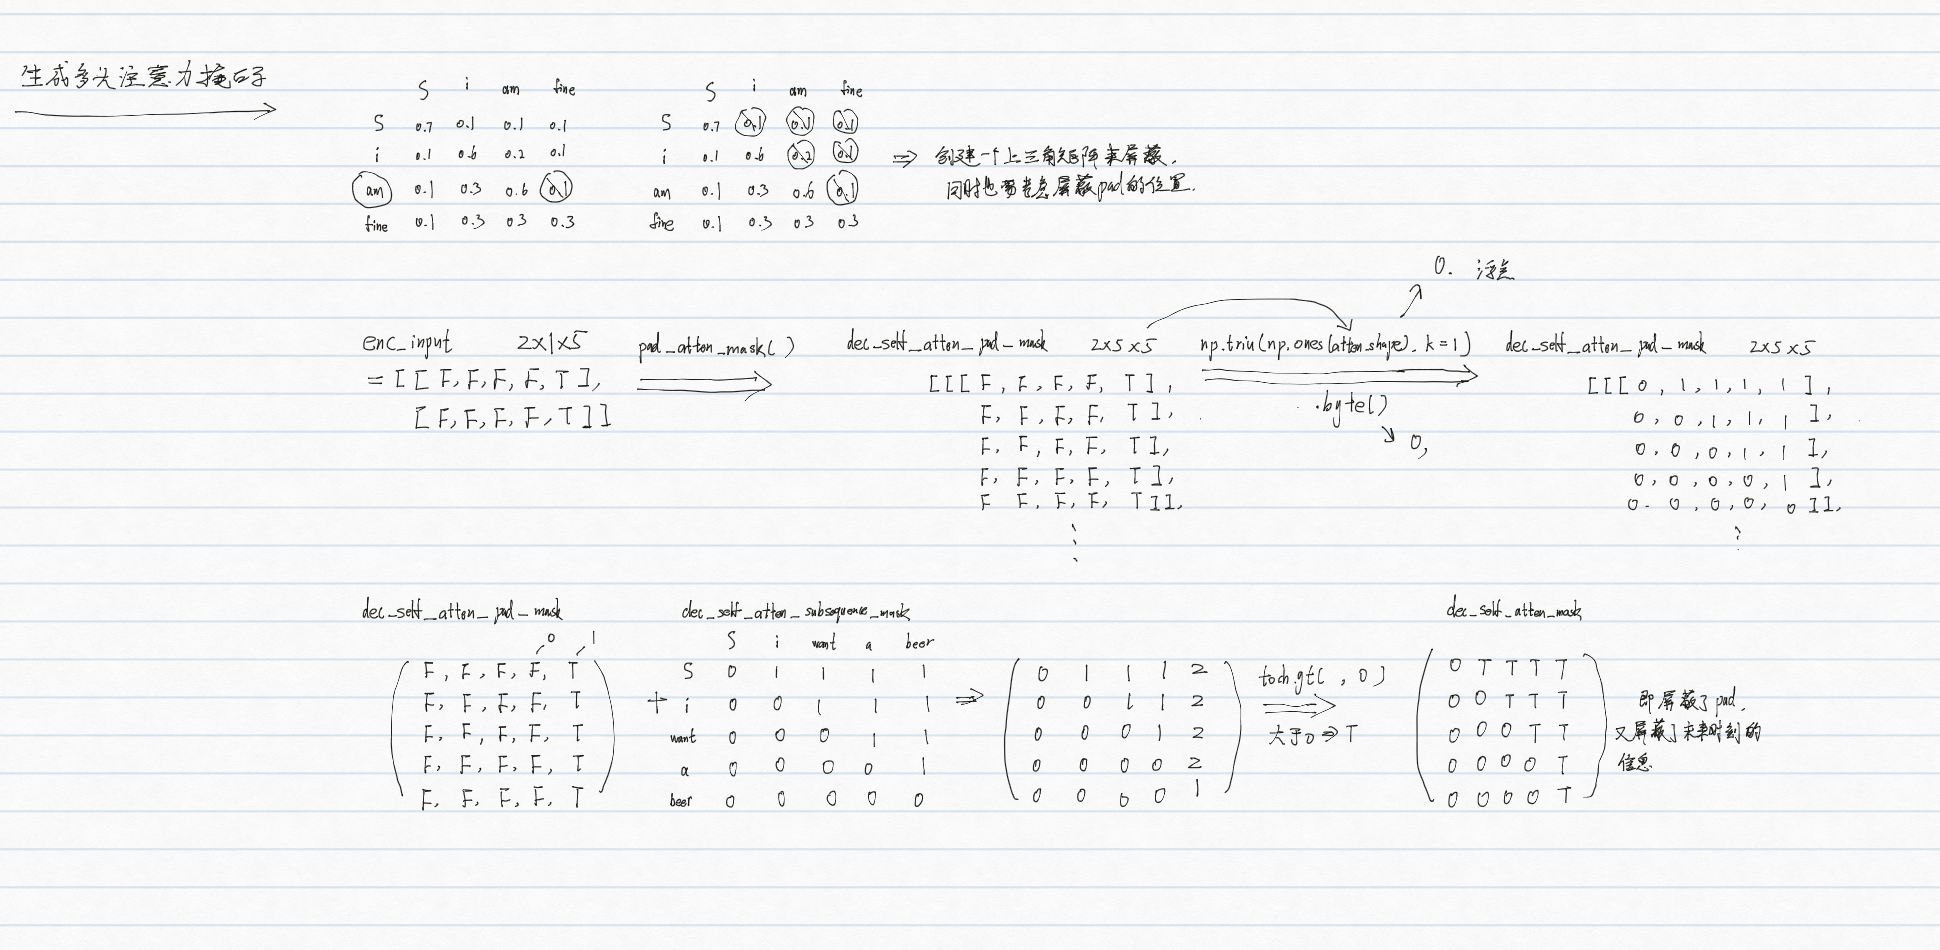 生成多头注意力掩码子
S i am fine
S 0.7 0.1 0.1 0.1
i 0.1 0.6 0.2 0.1
am 0.1 0.3 0.6 0.1
fine 0.1 0.3 0.3 0.3
S i am fine
S 0.7 0.1 0.1 0.1
i 0.1 0.6 0.2 0.1
am 0.1 0.3 0.6 0.1
fine 0.1 0.3 0.3 0.3
⇒ 创建一个上三角矩阵来屏蔽.
同时也要考虑屏蔽pad的位置.
0. 浮点
enc_input 2x1x5
= [[F,F,F,F,T],
[F,F,F,F,T]]
pad_atten_mask()
dec_self_atten_pad_mask 2x5x5
[[[F, F, F, F, T],
F, F, F, F, T],
F, F, F, F, T],
F, F, F, F, T],
F F, F, F, T]],
np.triu(np.ones(atten_shape), k=1)
.byte()
0,
dec_self_atten_pad_mask 2x5x5
[[[0, 1, 1, 1, 1],
0, 0, 1, 1, 1],
0, 0, 0, 1, 1],
0, 0, 0, 0, 1],
0. 0, 0, 0, 0]],
dec_self_atten_pad_mask
0 1
F, F, F, F, T
F, F, F, F, T
F, F, F, F, T
F, F, F, F, T
F, F, F, F, T
+
dec_self_atten_subsequence_mask
S i want a beer
S 0 1 1 1 1
i 0 0 1 1 1
want 0 0 0 1 1
a 0 0 0 0 1
beer 0 0 0 0 0
⇒
0 1 1 1 2
0 0 1 1 2
0 0 0 1 2
0 0 0 0 2
0 0 0 0 1
toch.gt( , 0)
大于0 ⇒ T
dec_self_atten_mask
0 T T T T
0 0 T T T
0 0 0 T T
0 0 0 0 T
0 0 0 0 T
即屏蔽了pad,
又屏蔽了未来时刻的
信息